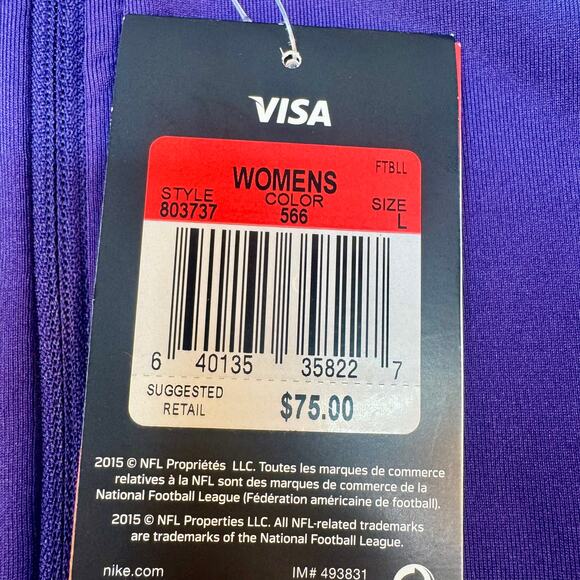 VISA
FTBLL
WOMENS
STYLE COLOR SIZE
803737 566 L
6 40135 35822 7
SUGGESTED
RETAIL $75.00
2015 © NFL Propriétés LLC. Toutes les marques de commerce
relatives à la NFL sont des marques de commerce de la
National Football League (Fédération américaine de football).
2015 © NFL Properties LLC. All NFL-related trademarks
are trademarks of the National Football League.
nike.com IM# 493831